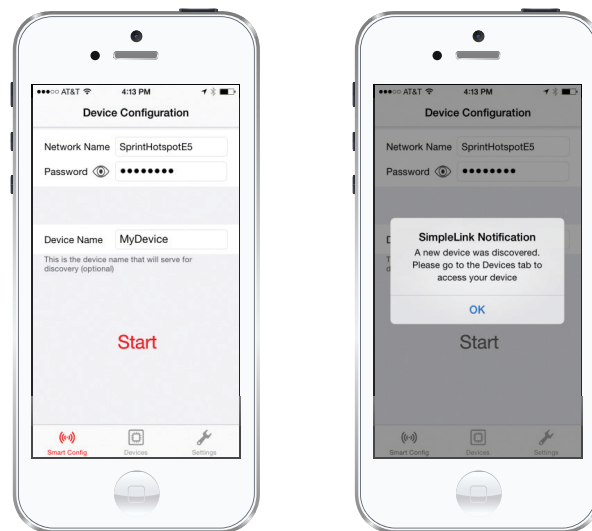 ●●●○○ AT&T 4:13 PM
Device Configuration
Network Name SprintHotspotE5
Password ●●●●●●●●
Device Name MyDevice
This is the device name that will serve for
discovery (optional)
Start
Smart Config Devices Settings
●●●○○ AT&T 4:13 PM
Device Configuration
Network Name SprintHotspotE5
Password ●●●●●●●●
D
T
d
SimpleLink Notification
A new device was discovered.
Please go to the Devices tab to
access your device
OK
Start
Smart Config Devices Settings